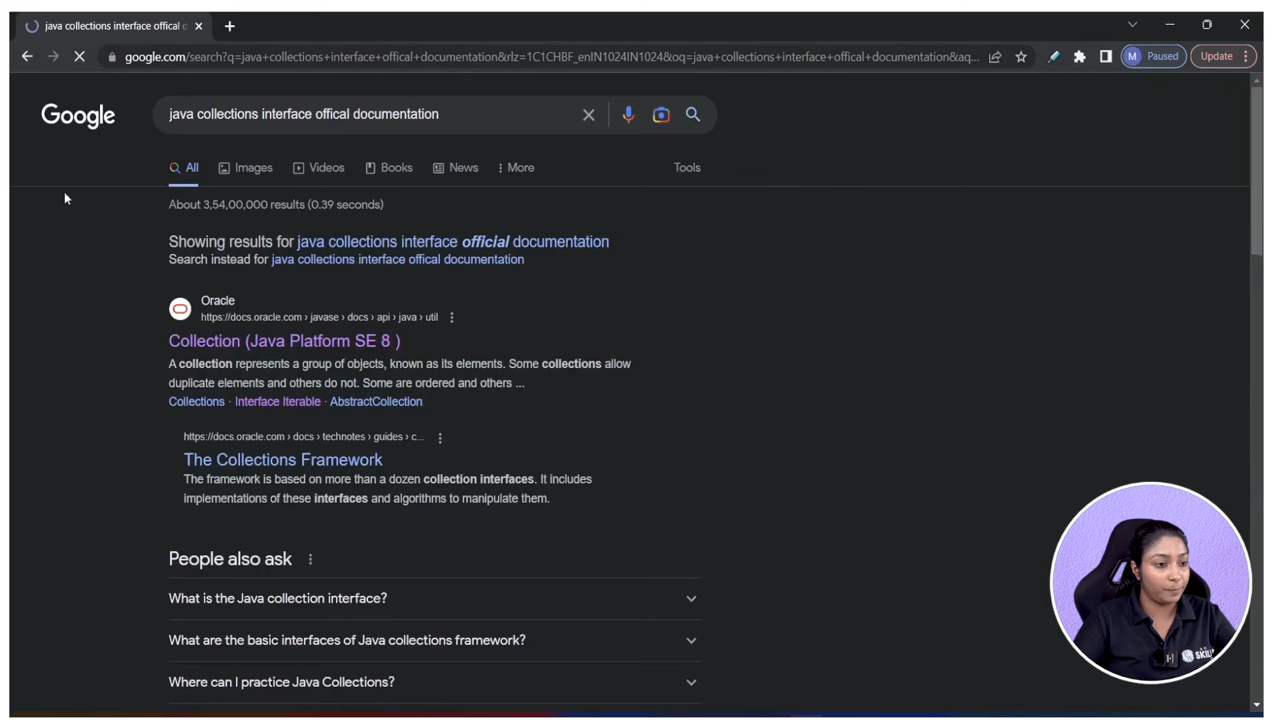 java collections interface offical d
google.com/search?q=java+collections+interface+offical+documentation&rlz=1C1CHBF_enIN1024IN1024&oq=java+collections+interface+offical+documentation&aq...
M Paused
Update
Google
java collections interface offical documentation
All Images Videos Books News More Tools
About 3,54,00,000 results (0.39 seconds)
Showing results for java collections interface official documentation
Search instead for java collections interface offical documentation
Oracle
https://docs.oracle.com › javase › docs › api › java › util
Collection (Java Platform SE 8 )
A collection represents a group of objects, known as its elements. Some collections allow
duplicate elements and others do not. Some are ordered and others ...
Collections · Interface Iterable · AbstractCollection
https://docs.oracle.com › docs › technotes › guides › c...
The Collections Framework
The framework is based on more than a dozen collection interfaces. It includes
implementations of these interfaces and algorithms to manipulate them.
People also ask
What is the Java collection interface?
What are the basic interfaces of Java collections framework?
Where can I practice Java Collections?